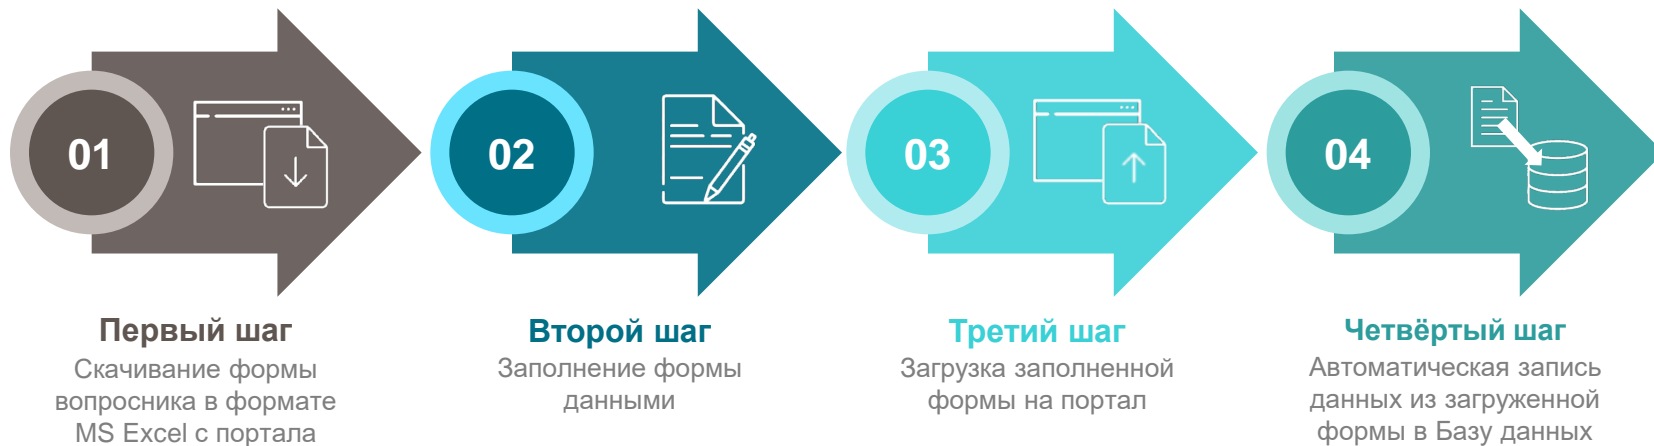 01
Первый шаг
Скачивание формы
вопросника в формате
MS Excel с портала
02
Второй шаг
Заполнение формы
данными
03
Третий шаг
Загрузка заполненной
формы на портал
04
Четвёртый шаг
Автоматическая запись
данных из загруженной
формы в Базу данных